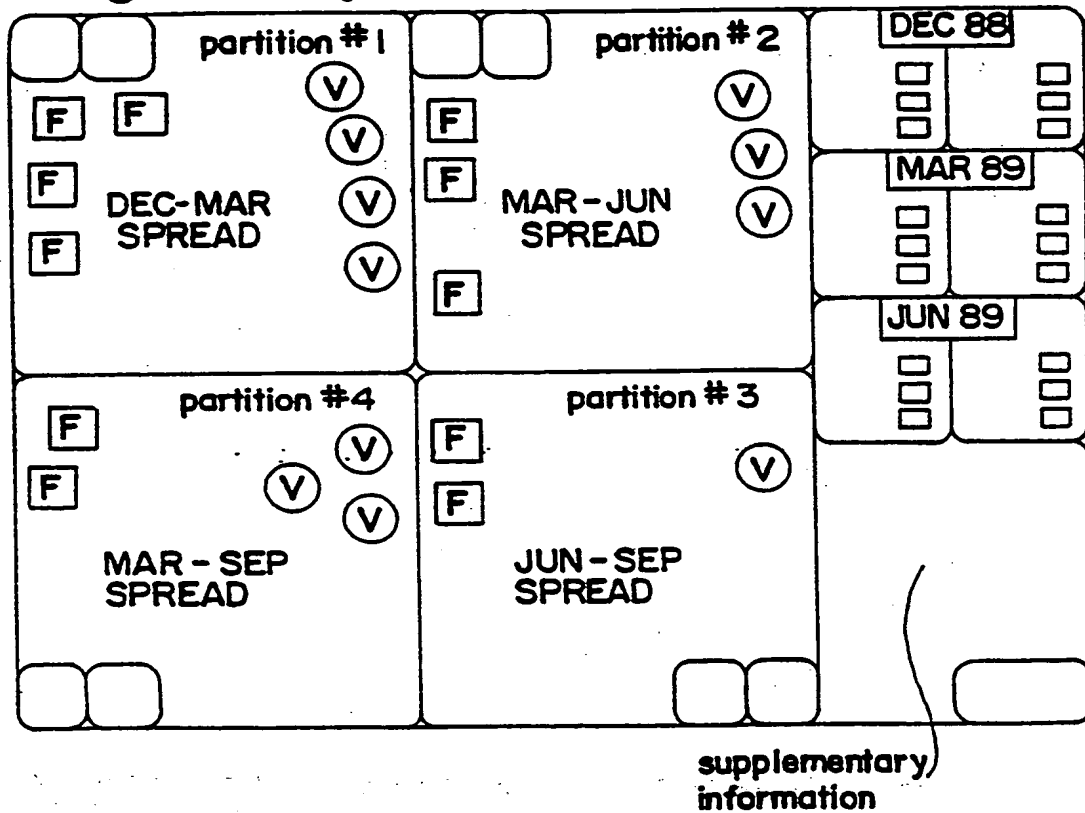 partition #1
F F V
V
F V
DEC-MAR
SPREAD
F V
partition #2
F V
F V
MAR-JUN V
SPREAD
F
DEC 88
MAR 89
JUN 89
partition #4
F V
F V V
MAR-SEP
SPREAD
partition #3
F V
F
JUN-SEP
SPREAD
supplementary
information